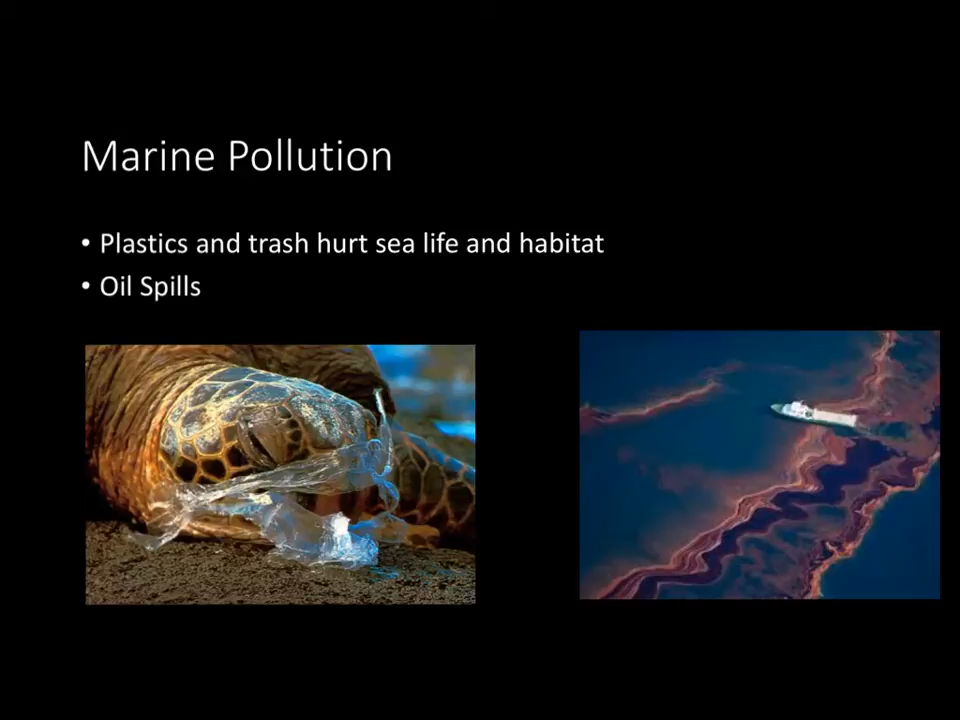 Marine Pollution
• Plastics and trash hurt sea life and habitat
• Oil Spills